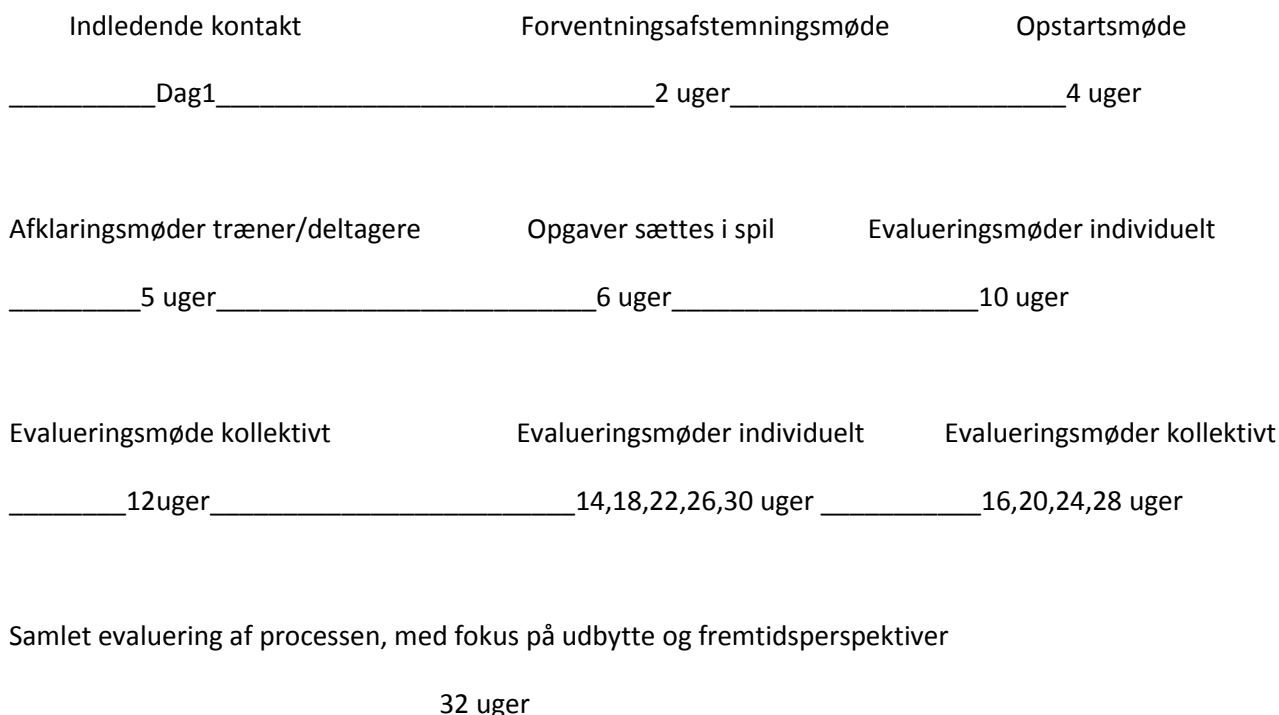 Indledende kontakt Forventningsafstemningsmøde Opstartsmøde
__________Dag1______________________________2 uger_______________________4 uger
Afklaringsmøder træner/deltagere Opgaver sættes i spil Evalueringsmøder individuelt
_________5 uger__________________________6 uger_____________________10 uger
Evalueringsmøde kollektivt Evalueringsmøder individuelt Evalueringsmøder kollektivt
________12uger_________________________14,18,22,26,30 uger ___________16,20,24,28 uger
Samlet evaluering af processen, med fokus på udbytte og fremtidsperspektiver
32 uger